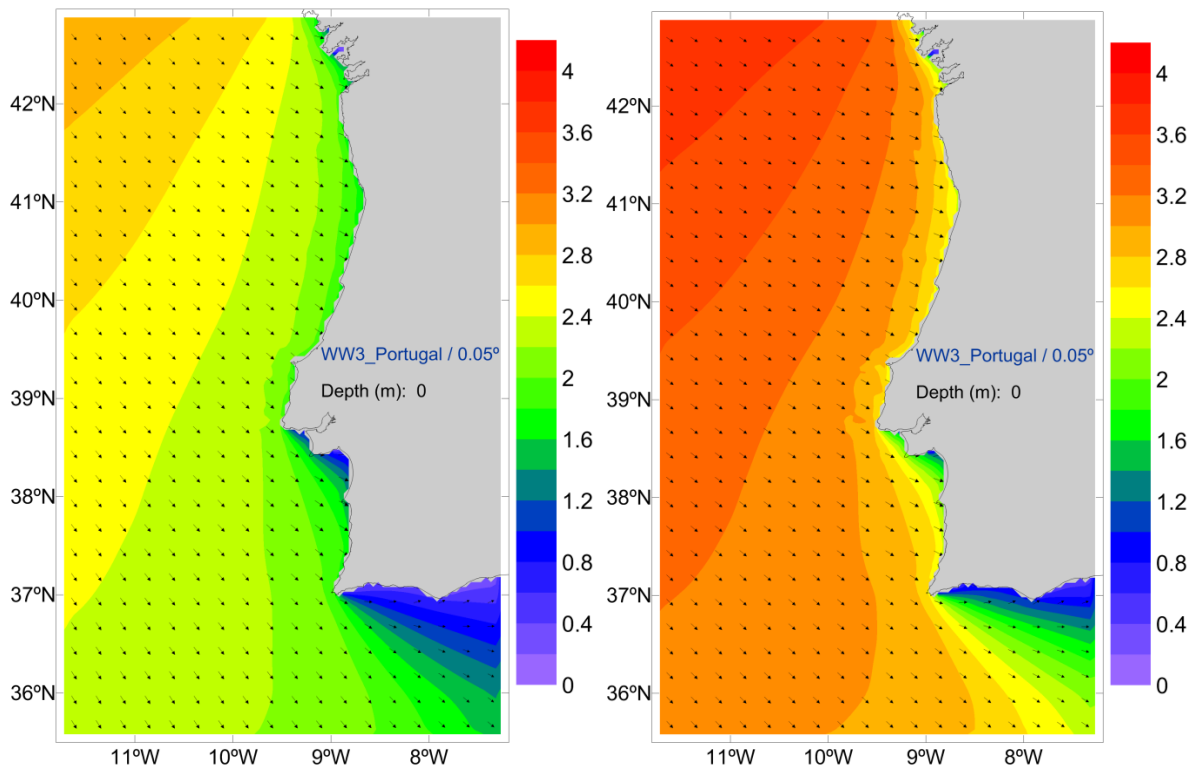 42ºN
41ºN
40ºN
39ºN
38ºN
37ºN
36ºN
11ºW
10ºW
9ºW
8ºW
WW3_Portugal / 0.05º
Depth (m): 0
4
3.6
3.2
2.8
2.4
2
1.6
1.2
0.8
0.4
0
42ºN
41ºN
40ºN
39ºN
38ºN
37ºN
36ºN
11ºW
10ºW
9ºW
8ºW
WW3_Portugal / 0.05º
Depth (m): 0
4
3.6
3.2
2.8
2.4
2
1.6
1.2
0.8
0.4
0